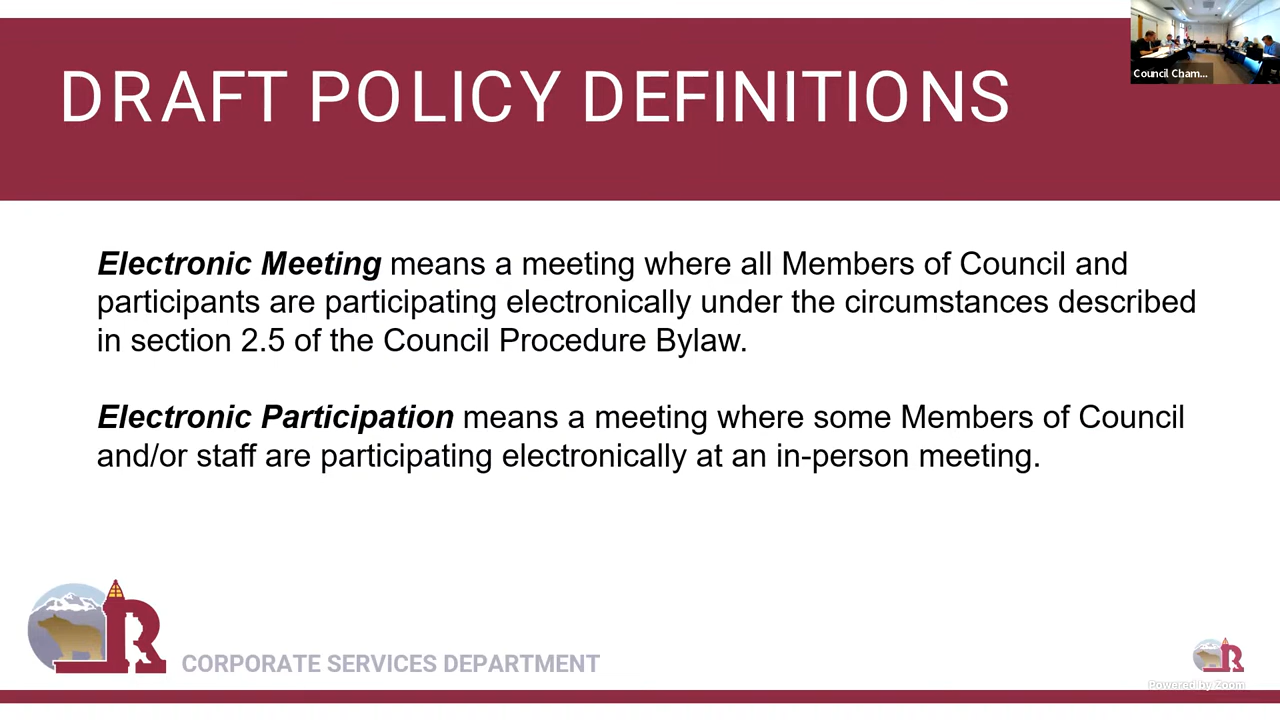 Council Cham...
DRAFT POLICY DEFINITIONS
Electronic Meeting means a meeting where all Members of Council and
participants are participating electronically under the circumstances described
in section 2.5 of the Council Procedure Bylaw.
Electronic Participation means a meeting where some Members of Council
and/or staff are participating electronically at an in-person meeting.
R
CORPORATE SERVICES DEPARTMENT
R
Powered by Zoom